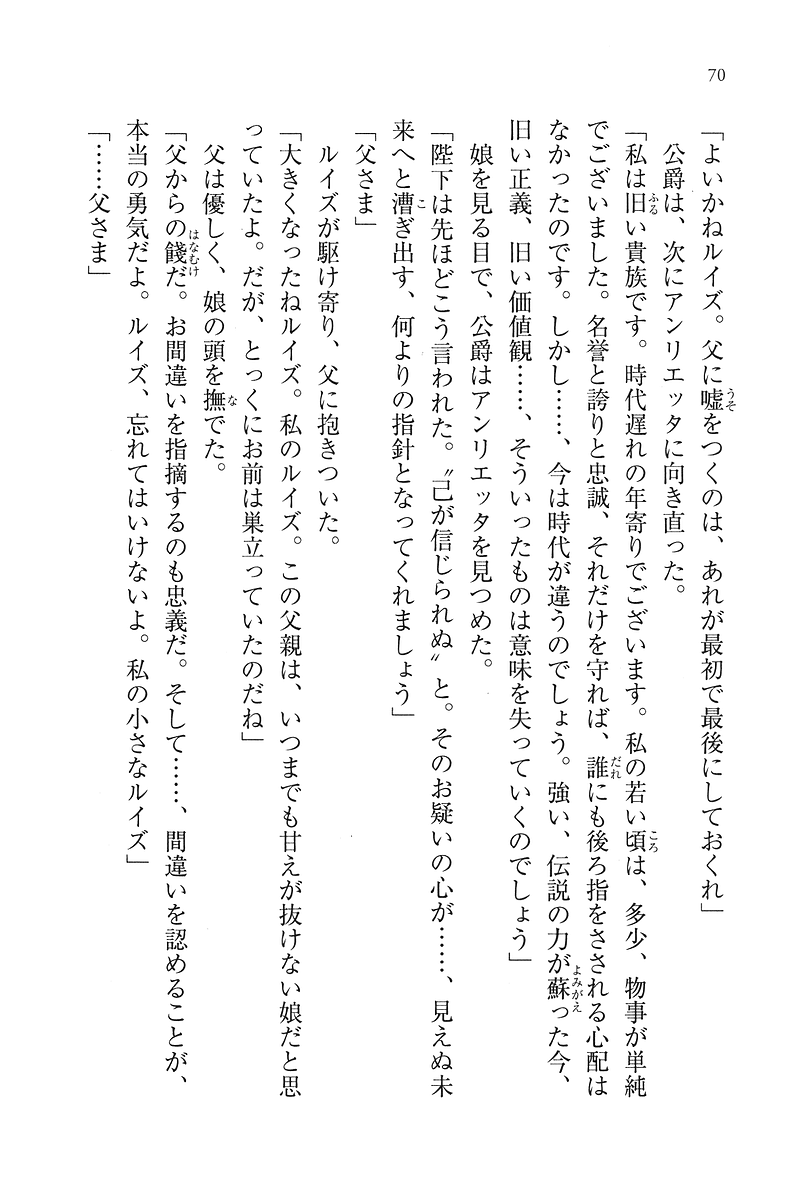 70
「よいかねルイズ。父に嘘をつくのは、あれが最初で最後にしておくれ」
公爵は、次にアンリエッタに向き直った。
「私は旧い貴族です。時代遅れの年寄りでございます。私の若い頃は、多少、物事が単純
でございました。名誉と誇りと忠誠、それだけを守れば、誰にも後ろ指をさされる心配は
なかったのです。しかし……、今は時代が違うのでしょう。強い、伝説の力が蘇った今、
旧い正義、旧い価値観……、そういったものは意味を失っていくのでしょう」
娘を見る目で、公爵はアンリエッタを見つめた。
「陛下は先ほどこう言われた。〝己が信じられぬ〟と。そのお疑いの心が……、見えぬ未
来へと漕ぎ出す、何よりの指針となってくれましょう」
「父さま」
ルイズが駆け寄り、父に抱きついた。
「大きくなったねルイズ。私のルイズ。この父親は、いつまでも甘えが抜けない娘だと思
っていたよ。だが、とっくにお前は巣立っていたのだね」
父は優しく、娘の頭を撫でた。
「父からの餞だ。お間違いを指摘するのも忠義だ。そして……、間違いを認めることが、
本当の勇気だよ。ルイズ、忘れてはいけないよ。私の小さなルイズ」
「……父さま」